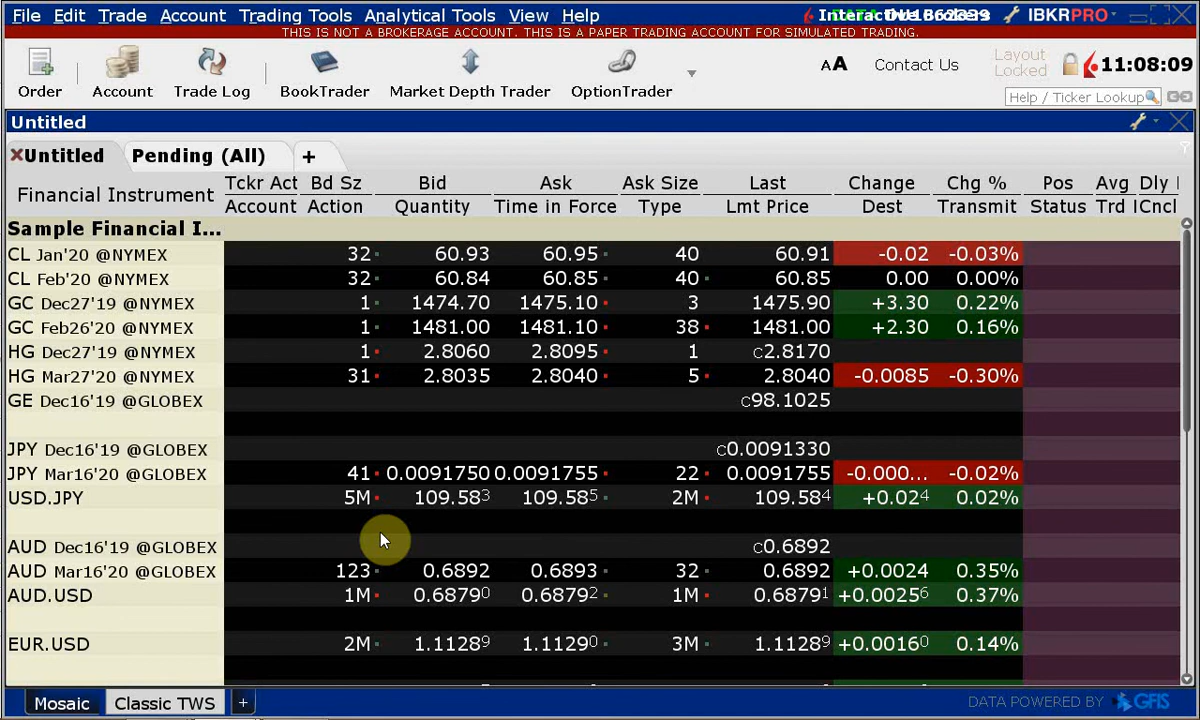 File Edit Trade Account Trading Tools Analytical Tools View Help Interactive Brokers IBKRPRO
THIS IS NOT A BROKERAGE ACCOUNT. THIS IS A PAPER TRADING ACCOUNT FOR SIMULATED TRADING.
Order Account Trade Log BookTrader Market Depth Trader OptionTrader AA Contact Us Layout Locked 11:08:09
Help / Ticker Lookup
Untitled
Untitled Pending (All) +
Financial Instrument
Tckr Act Bd Sz Bid Ask Ask Size Last Change Chg % Pos Avg Dly
Account Action Quantity Time in Force Type Lmt Price Dest Transmit Status Trd Cncl
Sample Financial I...
CL Jan'20 @NYMEX 32 60.93 60.95 40 60.91 -0.02 -0.03%
CL Feb'20 @NYMEX 32 60.84 60.85 40 60.85 0.00 0.00%
GC Dec27'19 @NYMEX 1 1474.70 1475.10 3 1475.90 +3.30 0.22%
GC Feb26'20 @NYMEX 1 1481.00 1481.10 38 1481.00 +2.30 0.16%
HG Dec27'19 @NYMEX 1 2.8060 2.8095 1 c2.8170
HG Mar27'20 @NYMEX 31 2.8035 2.8040 5 2.8040 -0.0085 -0.30%
GE Dec16'19 @GLOBEX c98.1025
JPY Dec16'19 @GLOBEX c0.0091330
JPY Mar16'20 @GLOBEX 41 0.0091750 0.0091755 22 0.0091755 -0.000... -0.02%
USD.JPY 5M 109.583 109.585 2M 109.584 +0.024 0.02%
AUD Dec16'19 @GLOBEX c0.6892
AUD Mar16'20 @GLOBEX 123 0.6892 0.6893 32 0.6892 +0.0024 0.35%
AUD.USD 1M 0.68790 0.68792 1M 0.68791 +0.00256 0.37%
EUR.USD 2M 1.11289 1.11290 3M 1.11289 +0.00160 0.14%
Mosaic Classic TWS + DATA POWERED BY GFIS